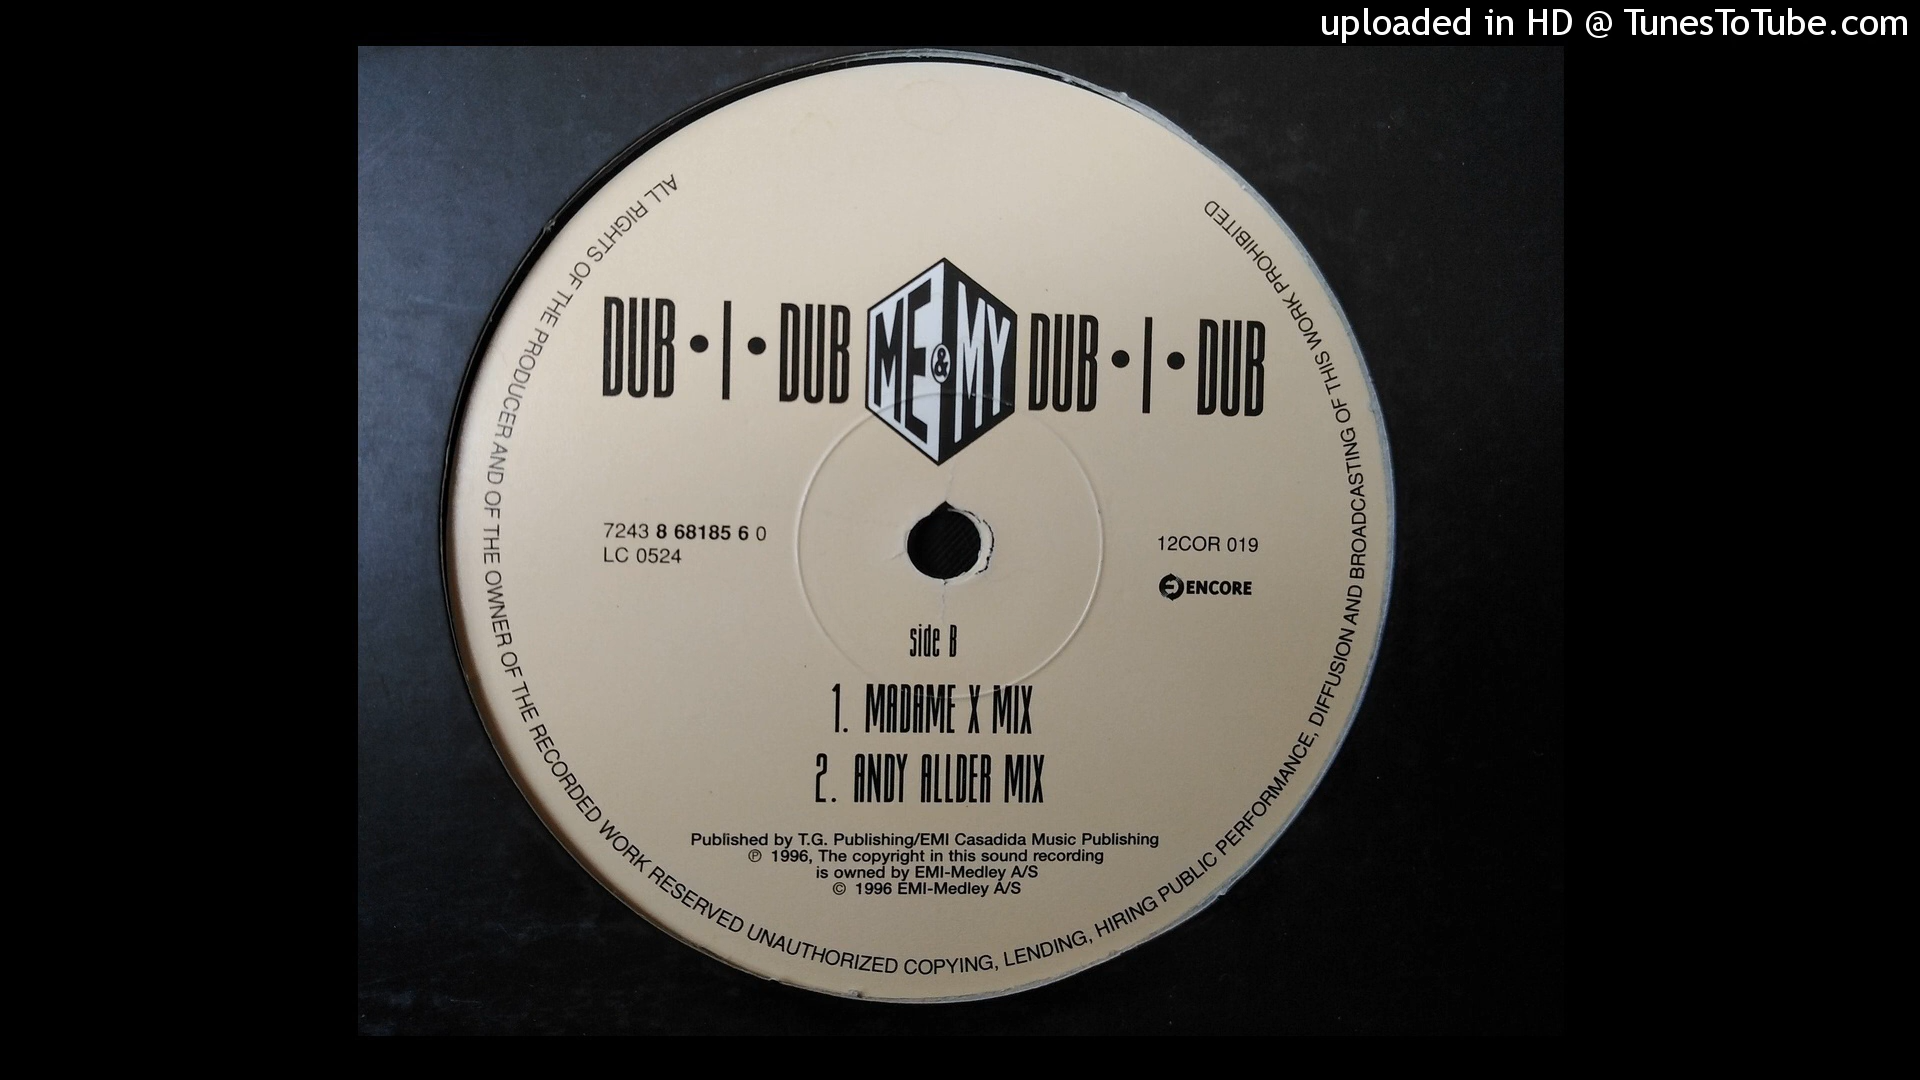 uploaded in HD @ TunesToTube.com
DUB • I • DUB ME & MY DUB • I • DUB
7243 8 68185 6 0
LC 0524
12COR 019
ENCORE
side B
1. MADAME X MIX
2. ANDY ALLDER MIX
Published by T.G. Publishing/EMI Casadida Music Publishing
℗ 1996, The copyright in this sound recording
is owned by EMI-Medley A/S
© 1996 EMI-Medley A/S
ALL RIGHTS OF THE PRODUCER AND OF THE OWNER OF THE RECORDED WORK RESERVED UNAUTHORIZED COPYING, LENDING, HIRING PUBLIC PERFORMANCE, DIFFUSION AND BROADCASTING OF THIS WORK PROHIBITED